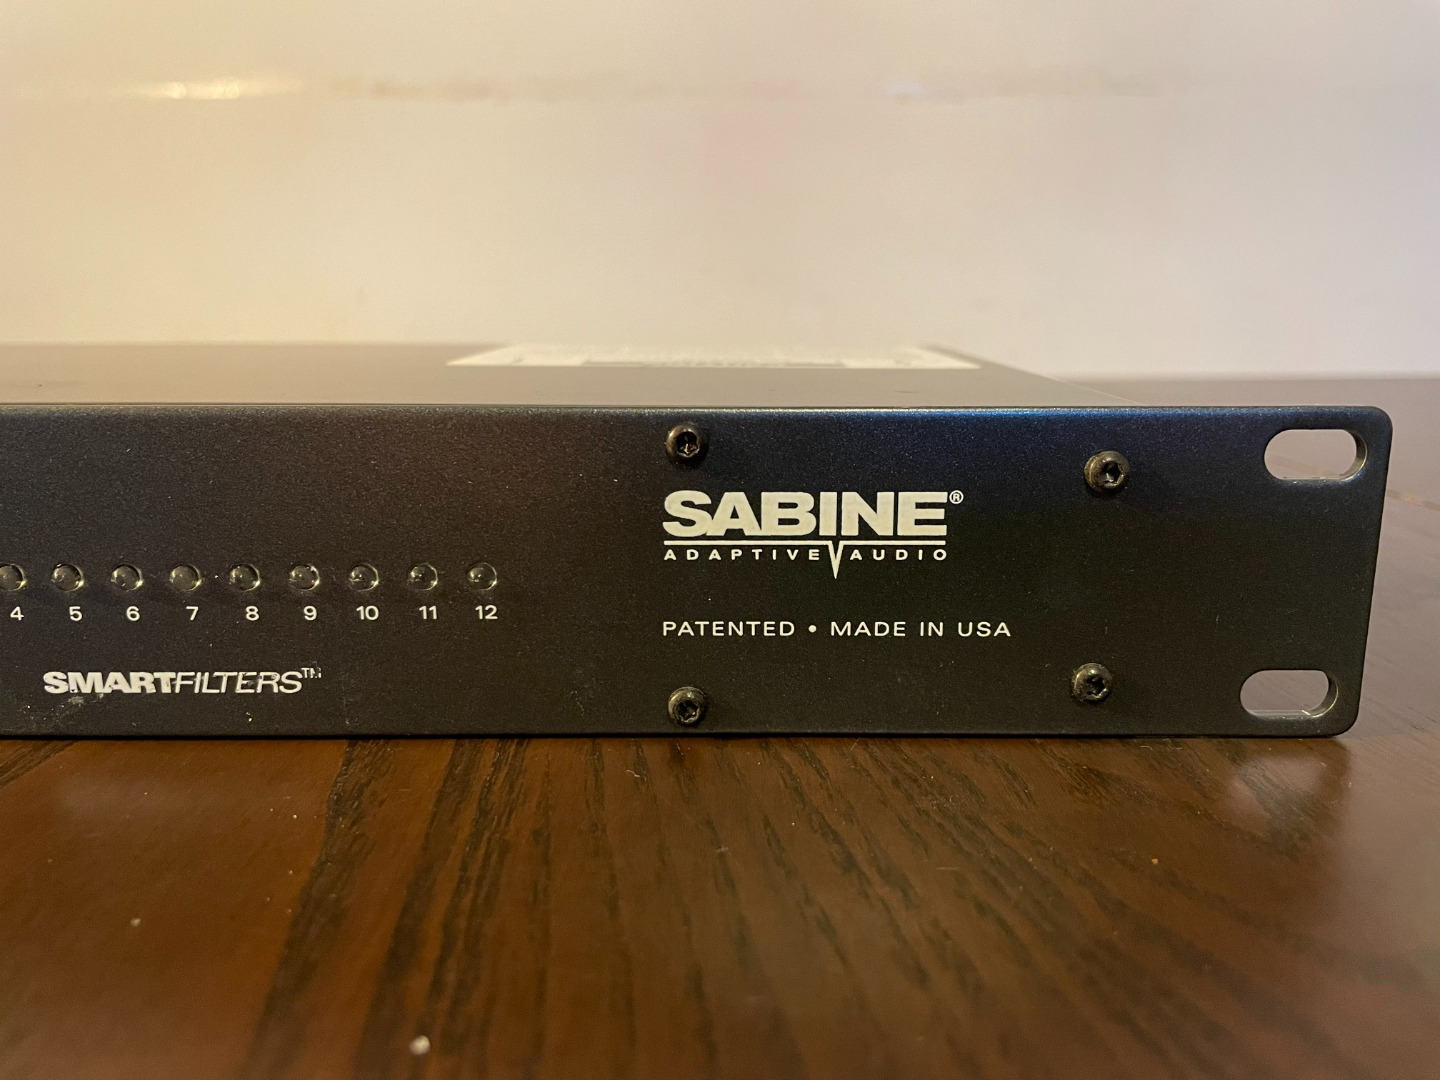 SABINE®
ADAPTIVE AUDIO
4 5 6 7 8 9 10 11 12
PATENTED • MADE IN USA
SMARTFILTERS™